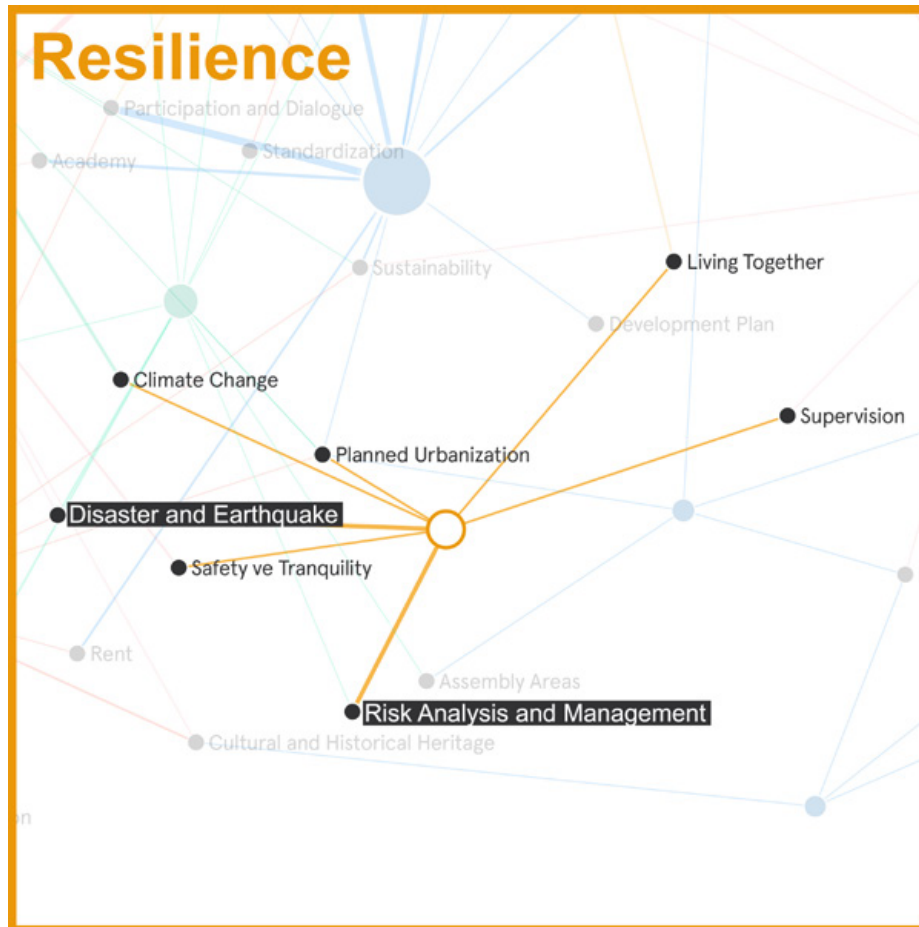 Resilience
Participation and Dialogue
Standardization
Academy
Living Together
Sustainability
Development Plan
Climate Change
Supervision
Planned Urbanization
Disaster and Earthquake
Safety ve Tranquility
Rent
Assembly Areas
Risk Analysis and Management
Cultural and Historical Heritage
on